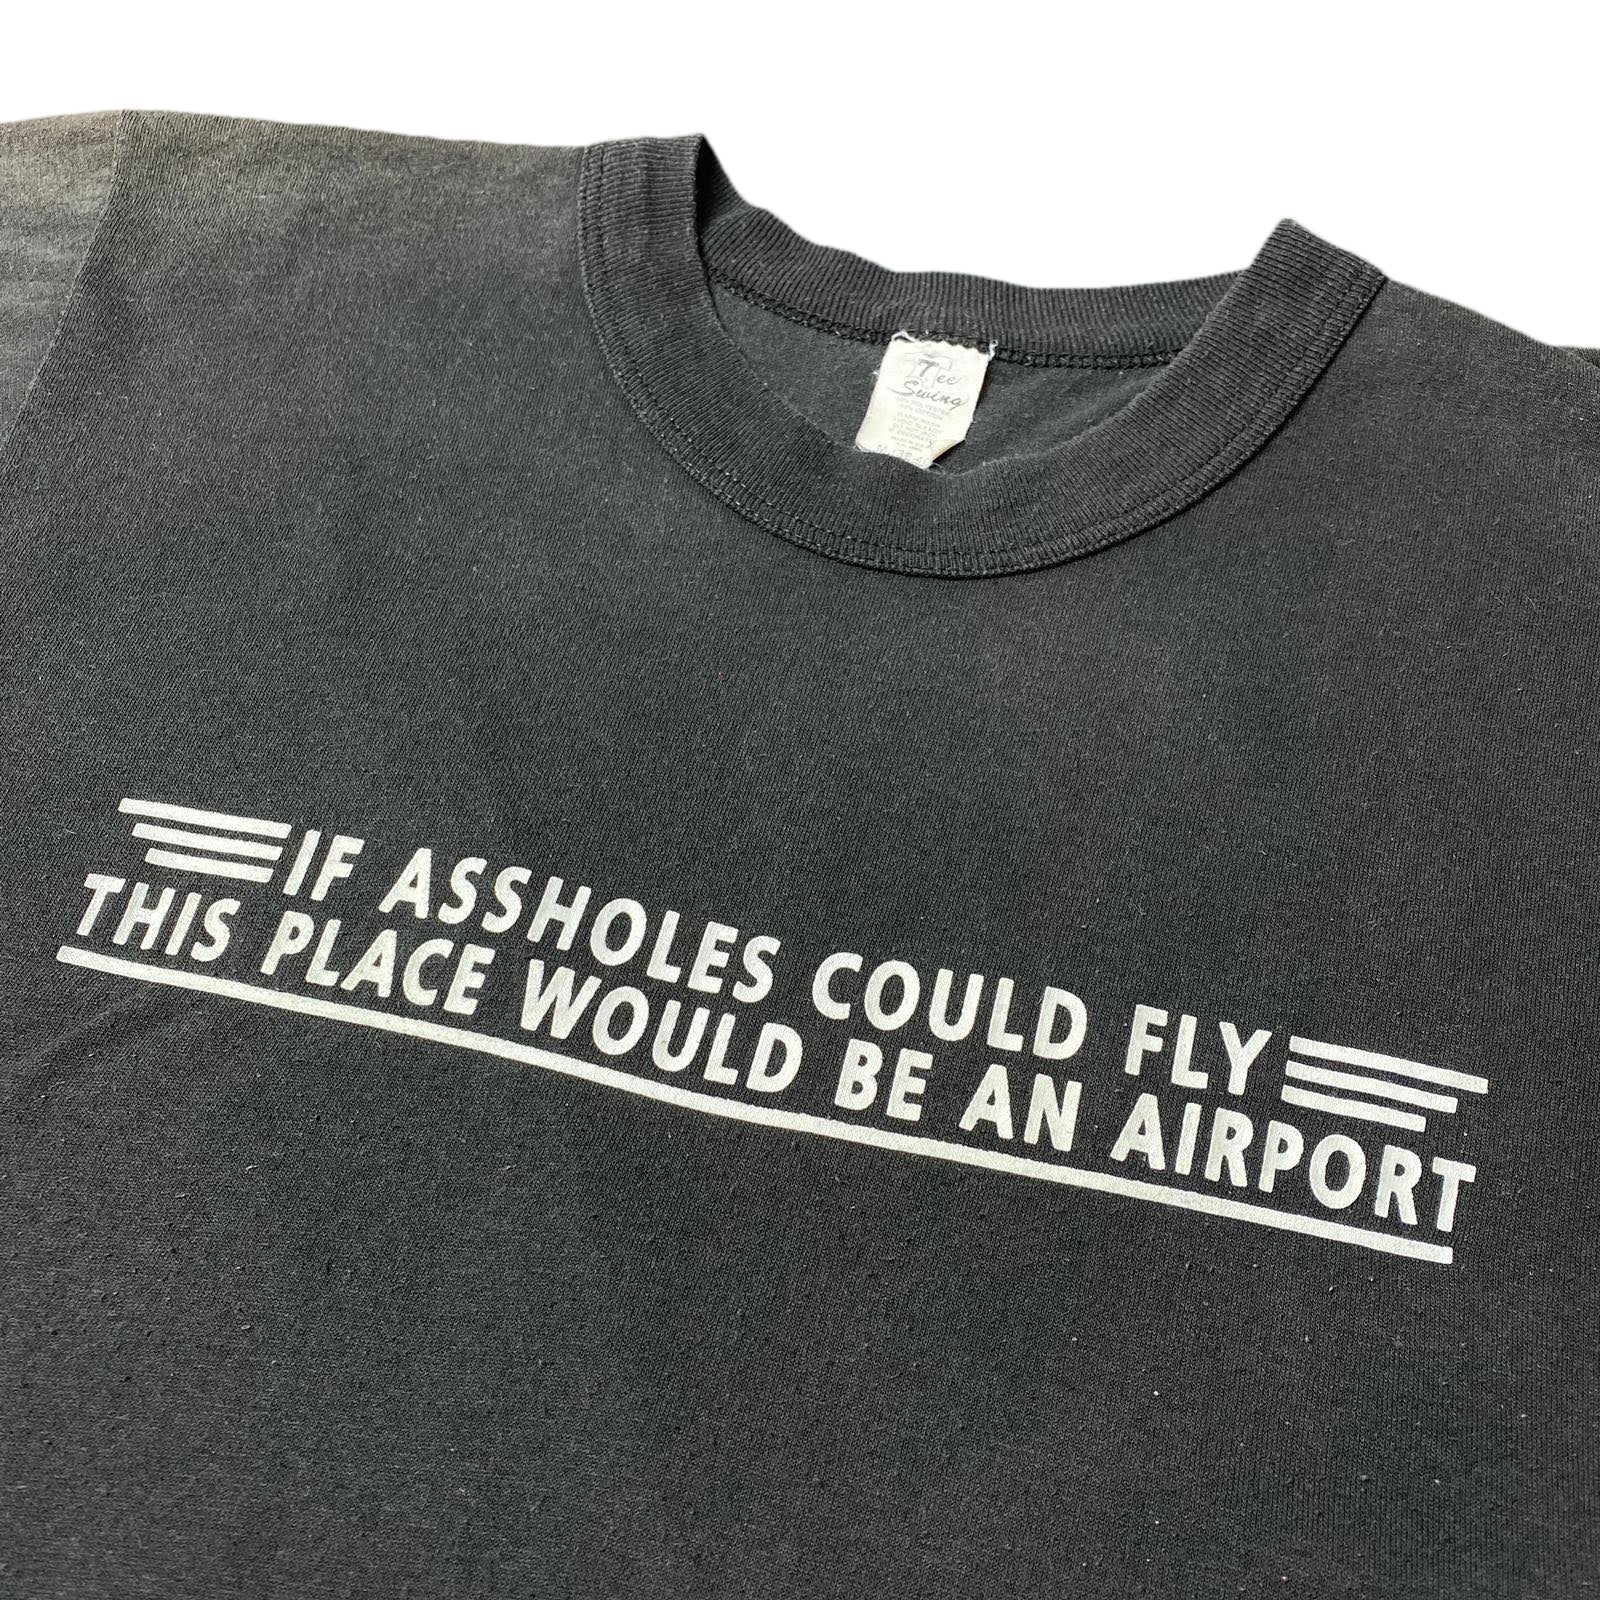 Tee
Swing
IF ASSHOLES COULD FLY
THIS PLACE WOULD BE AN AIRPORT